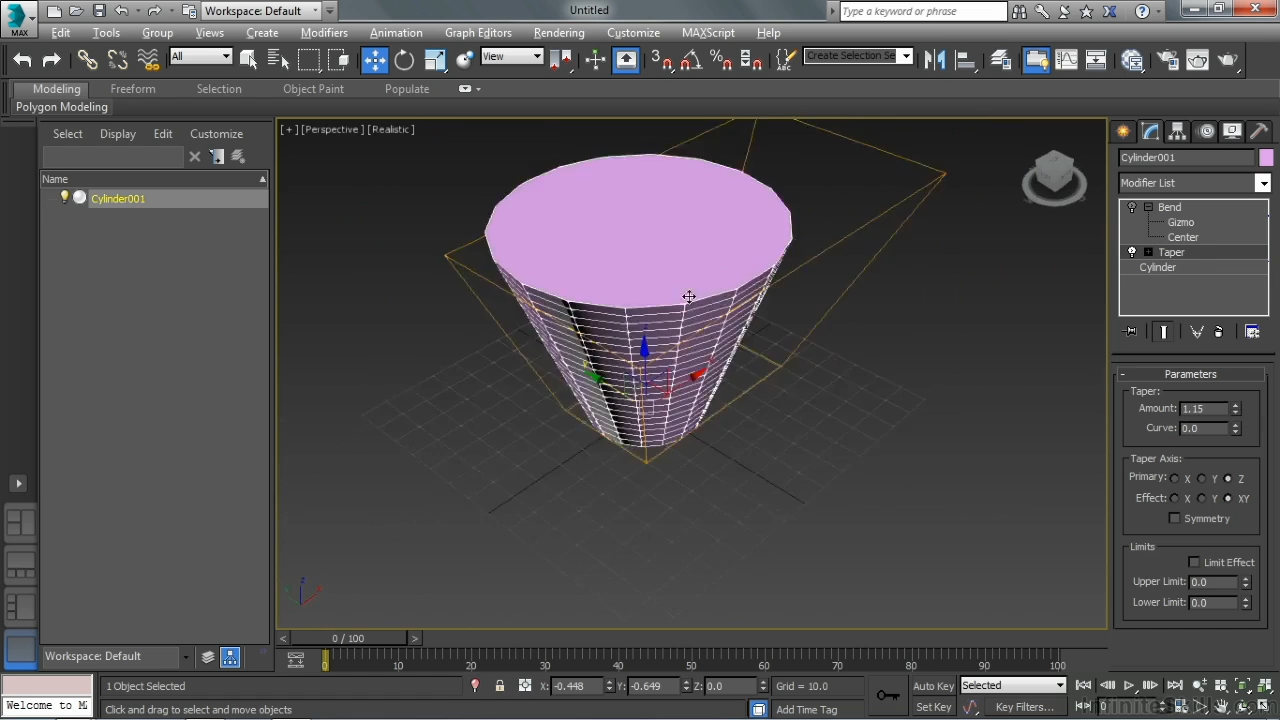 MAX Workspace: Default Untitled Type a keyword or phrase
Edit Tools Group Views Create Modifiers Animation Graph Editors Rendering Customize MAXScript Help
All View 3 Create Selection Se
Modeling Freeform Selection Object Paint Populate
Polygon Modeling
Select Display Edit Customize
[ + ] [Perspective ] [Realistic ]
Name
Cylinder001
Cylinder001
Modifier List
Bend
Gizmo
Center
Taper
Cylinder
- Parameters
Taper:
Amount: 1.15
Curve: 0.0
Taper Axis:
Primary: X Y Z
Effect: X Y XY
Symmetry
Limits
Limit Effect
Upper Limit: 0.0
Lower Limit: 0.0
< 0 / 100 >
Workspace: Default
0 10 20 30 40 50 60 70 80 90 100
1 Object Selected X: -0.448 Y: -0.649 Z: 0.0 Grid = 10.0 Auto Key Selected
Welcome to M Click and drag to select and move objects Add Time Tag Set Key Key Filters... 0